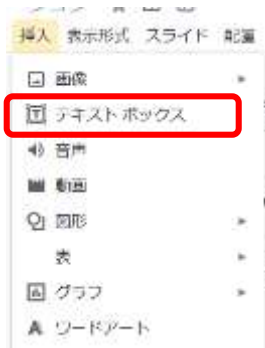 挿入 表示形式 スライド 配置
画像
テキスト ボックス
音声
動画
図形
表
グラフ
ワードアート